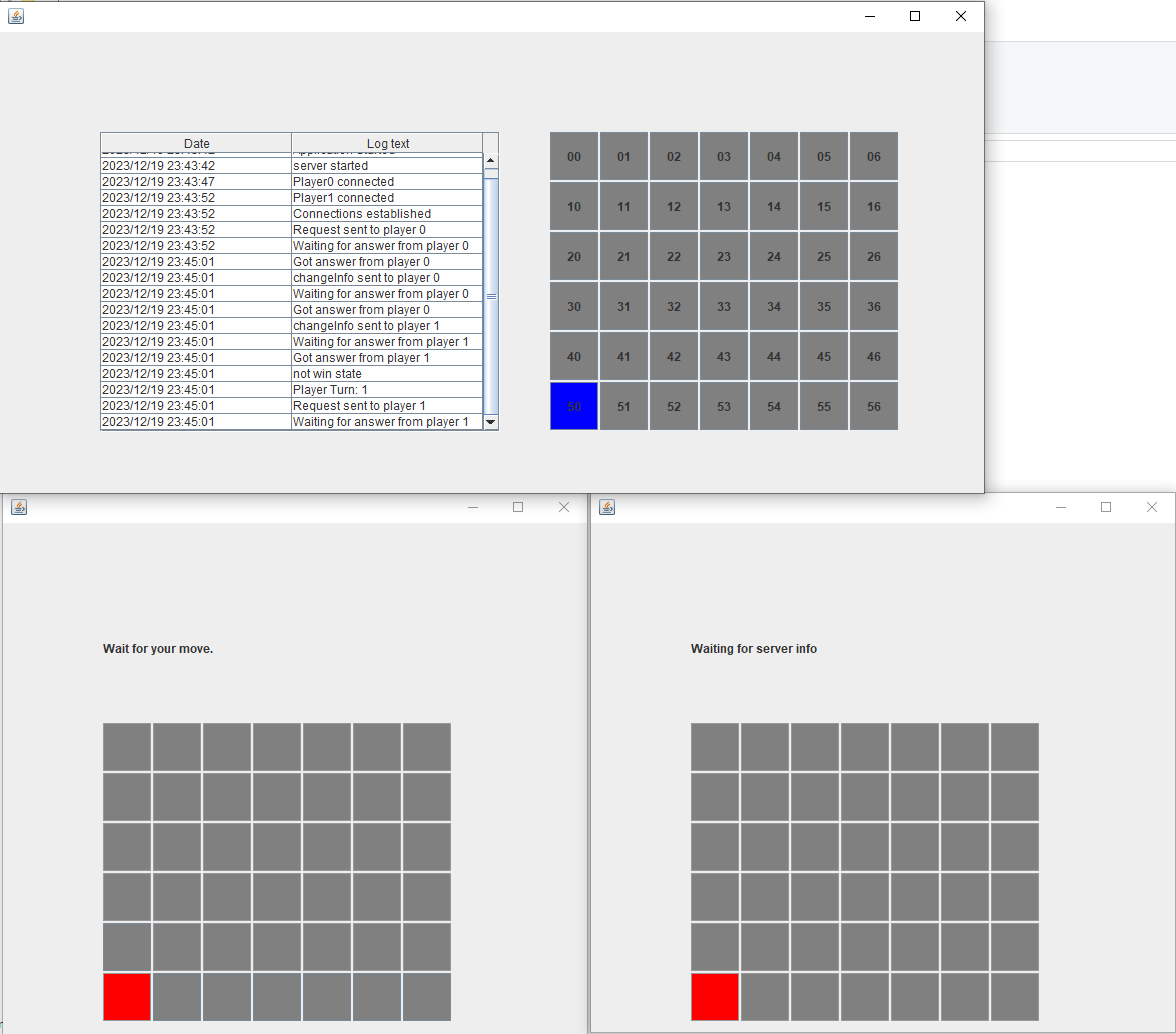 Date Log text
server started
2023/12/19 23:43:42 server started
2023/12/19 23:43:47 Player0 connected
2023/12/19 23:43:52 Player1 connected
2023/12/19 23:43:52 Connections established
2023/12/19 23:43:52 Request sent to player 0
2023/12/19 23:43:52 Waiting for answer from player 0
2023/12/19 23:45:01 Got answer from player 0
2023/12/19 23:45:01 changeInfo sent to player 0
2023/12/19 23:45:01 Waiting for answer from player 0
2023/12/19 23:45:01 Got answer from player 0
2023/12/19 23:45:01 changeInfo sent to player 1
2023/12/19 23:45:01 Waiting for answer from player 1
2023/12/19 23:45:01 Got answer from player 1
2023/12/19 23:45:01 not win state
2023/12/19 23:45:01 Player Turn: 1
2023/12/19 23:45:01 Request sent to player 1
2023/12/19 23:45:01 Waiting for answer from player 1
00 01 02 03 04 05 06
10 11 12 13 14 15 16
20 21 22 23 24 25 26
30 31 32 33 34 35 36
40 41 42 43 44 45 46
50 51 52 53 54 55 56
Wait for your move.
Waiting for server info